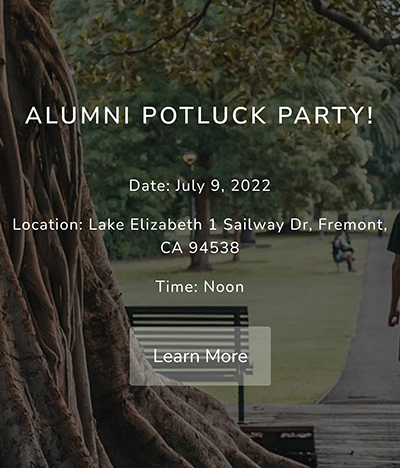 ALUMNI POTLUCK PARTY!
Date: July 9, 2022
Location: Lake Elizabeth 1 Sailway Dr, Fremont,
CA 94538
Time: Noon
Learn More